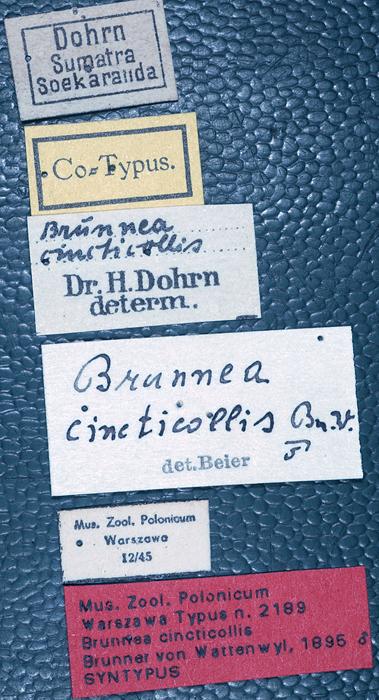 Dohrn
Sumatra
Soekaranda
Co-Typus.
Brunnea
cincticollis
Dr. H. Dohrn
determ.
Brunnea
cincticollis Br. W.
det. Beier
Mus. Zool. Polonicum
Warszawa
12/45
Mus. Zool. Polonicum
Warszawa Typus n. 2189
Brunnea cincticollis
Brunner von Wattenwyl, 1895 ♂
SYNTYPUS